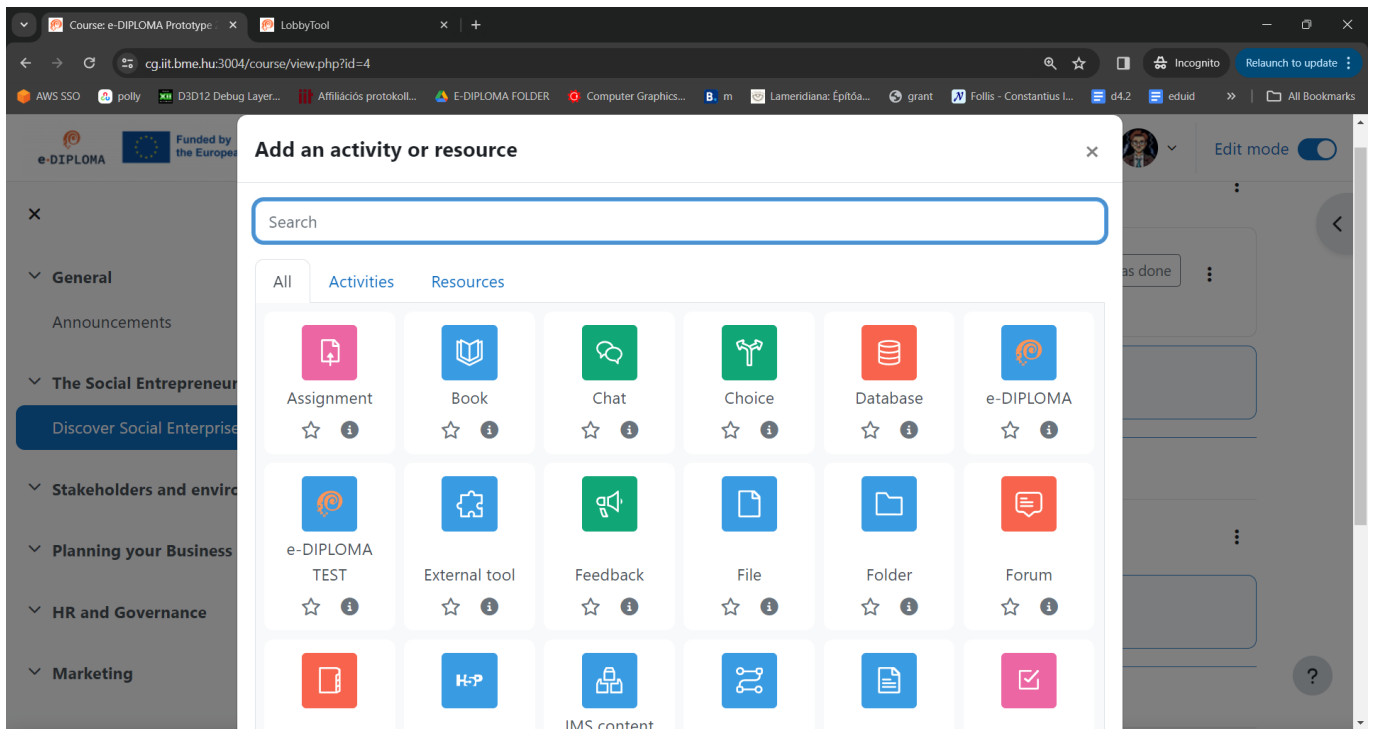 Course: e-DIPLOMA Prototype
LobbyTool
cg.iit.bme.hu:3004/course/view.php?id=4
Incognito
Relaunch to update
AWS SSO
polly
D3D12 Debug Layer...
Affiliációs protokoll...
E-DIPLOMA FOLDER
Computer Graphics...
m
Lameridiana: Építőa...
grant
Follis - Constantius I...
d4.2
eduid
All Bookmarks
e-DIPLOMA
Funded by
the Europea
Add an activity or resource
Edit mode
Search
General
Announcements
The Social Entrepreneur
Discover Social Enterprise
Stakeholders and enviro
Planning your Business
HR and Governance
Marketing
All
Activities
Resources
as done
Assignment
Book
Chat
Choice
Database
e-DIPLOMA
e-DIPLOMA
TEST
External tool
Feedback
File
Folder
Forum
H5P
IMS content
?